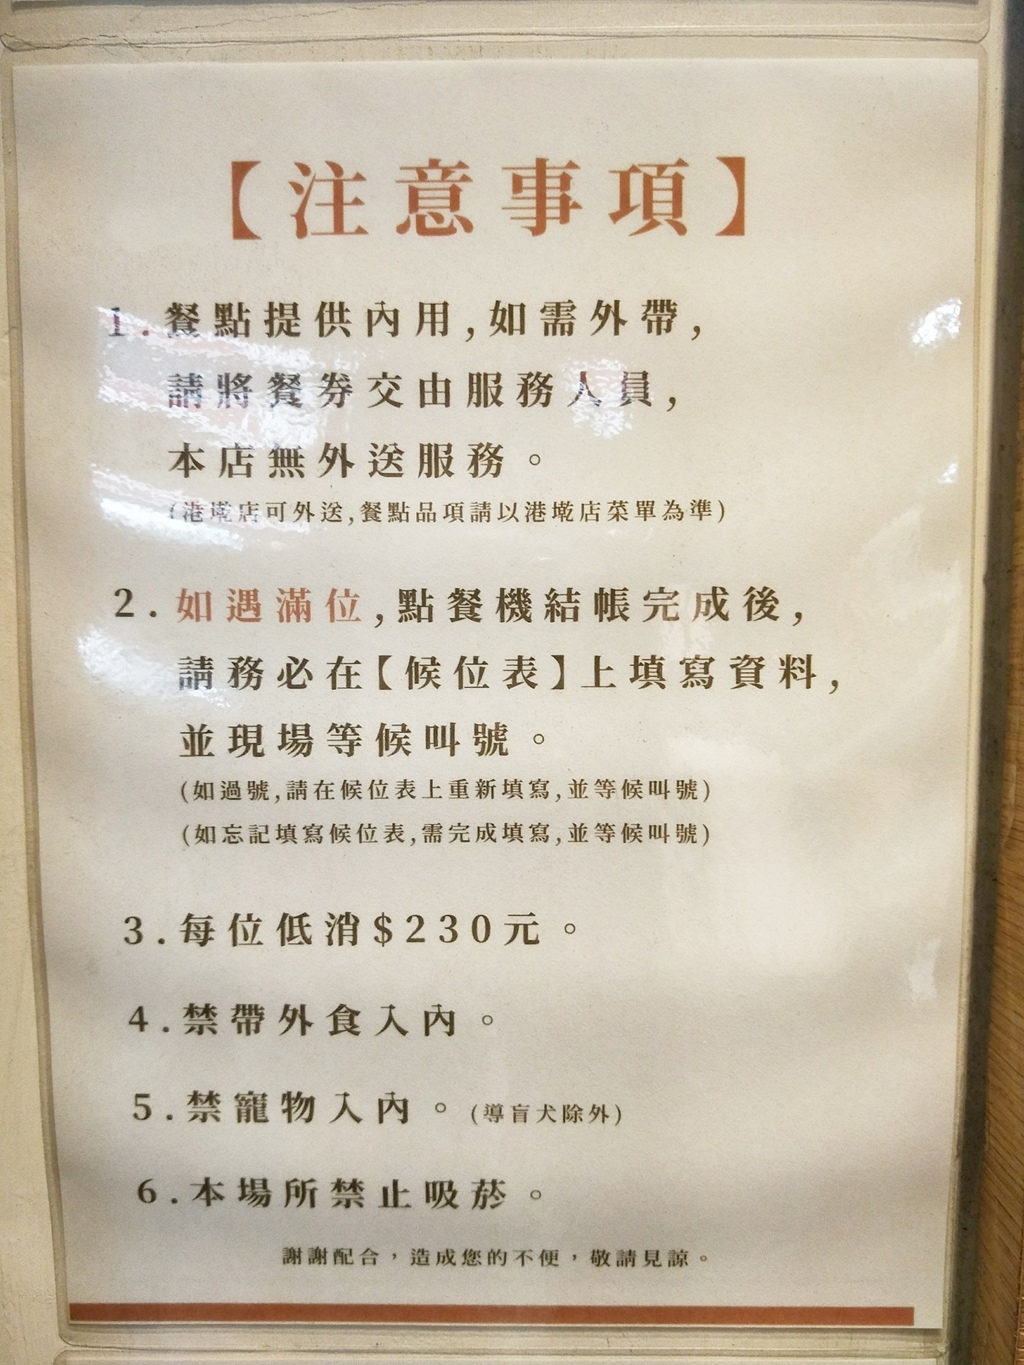 【注意事項】
1.餐點提供內用,如需外帶,
請將餐券交由服務人員,
本店無外送服務。
(港墘店可外送,餐點品項請以港墘店菜單為準)
2.如遇滿位,點餐機結帳完成後,
請務必在【候位表】上填寫資料,
並現場等候叫號。
(如過號,請在候位表上重新填寫,並等候叫號)
(如忘記填寫候位表,需完成填寫,並等候叫號)
3.每位低消$230元。
4.禁帶外食入內。
5.禁寵物入內。(導盲犬除外)
6.本場所禁止吸菸。
謝謝配合，造成您的不便，敬請見諒。